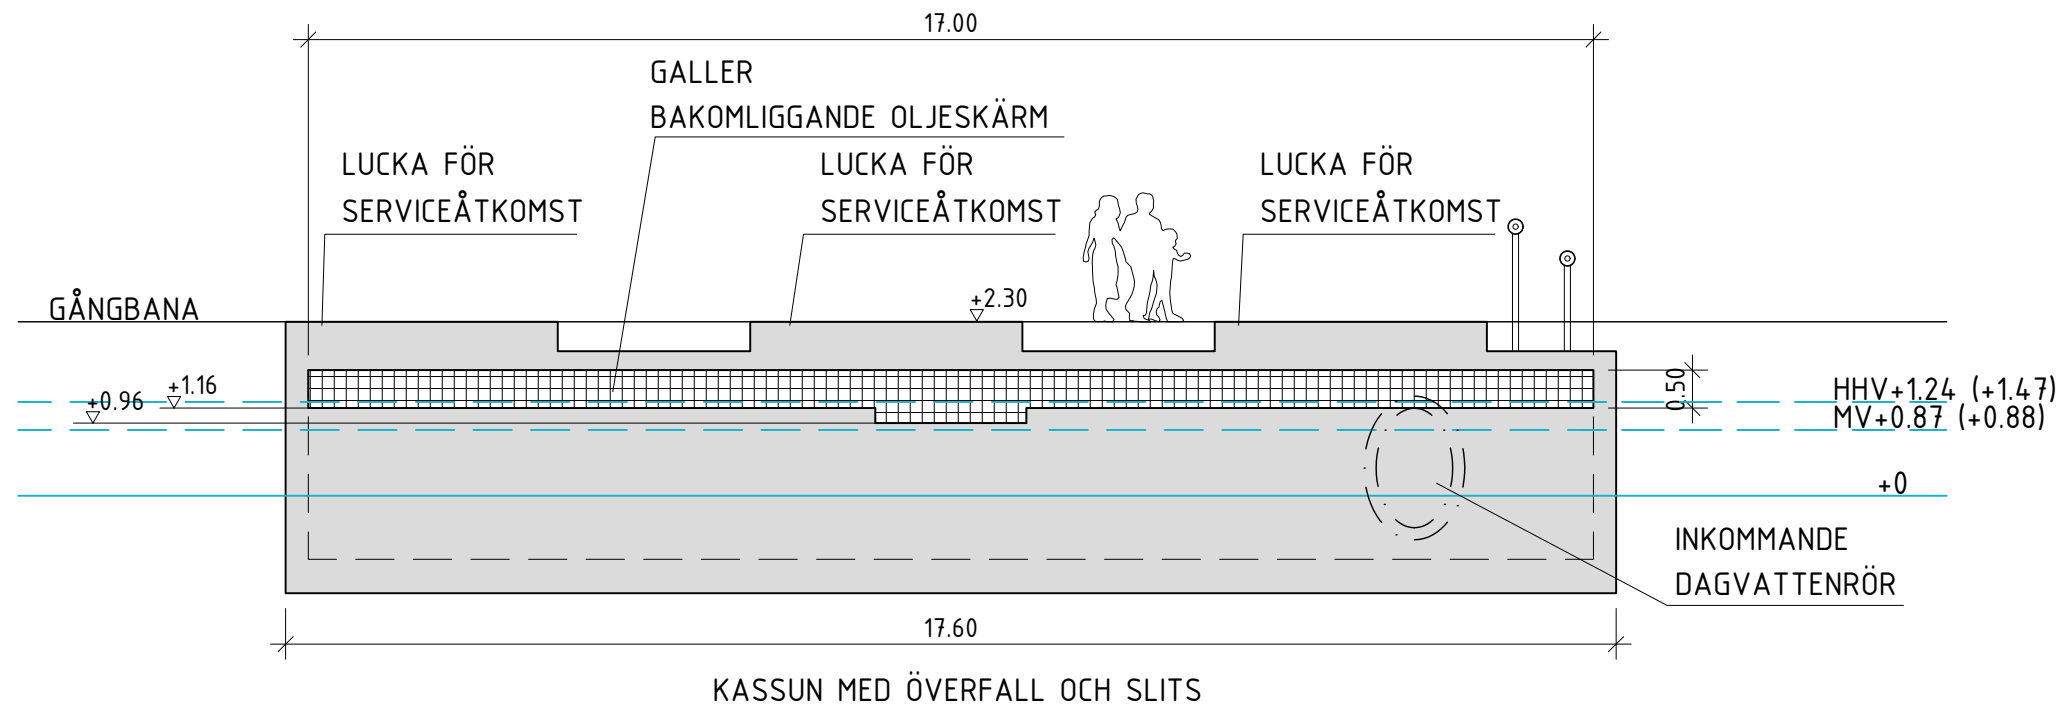 17.00
GALLER
BAKOMLIGGANDE OLJESKÄRM
LUCKA FÖR
SERVICEÅTKOMST
LUCKA FÖR
SERVICEÅTKOMST
LUCKA FÖR
SERVICEÅTKOMST
GÅNGBANA
+2.30
+0.96
+1.16
0.50
HHV+1.24 (+1.47)
MV+0.87 (+0.88)
+0
INKOMMANDE
DAGVATTENRÖR
17.60
KASSUN MED ÖVERFALL OCH SLITS